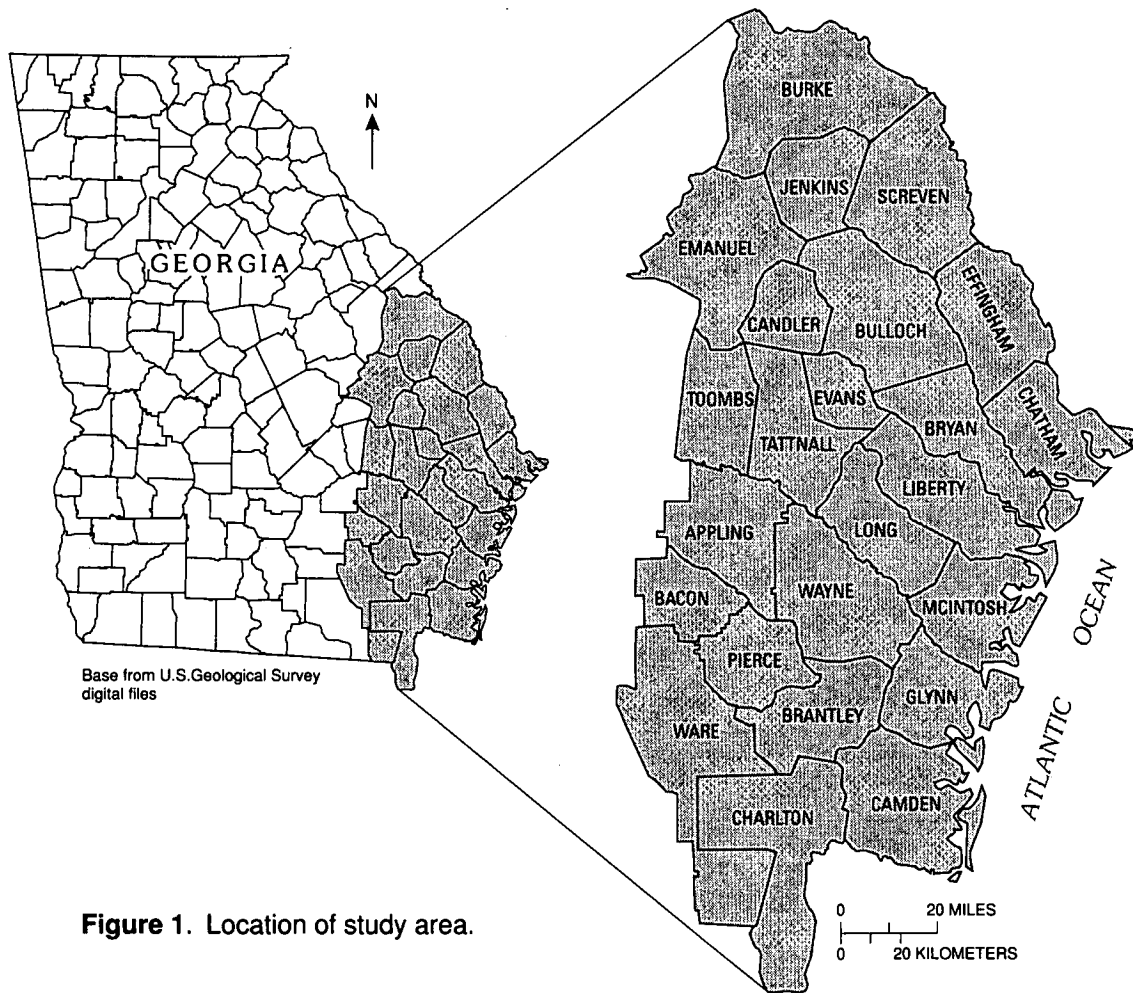 N
GEORGIA
Base from U.S.Geological Survey
digital files
BURKE
JENKINS
SCREVEN
EMANUEL
EFFINGHAM
CANDLER
BULLOCH
TOOMBS
EVANS
CHATHAM
TATTNALL
BRYAN
LIBERTY
APPLING
LONG
BACON
WAYNE
MCINTOSH
PIERCE
GLYNN
WARE
BRANTLEY
CHARLTON
CAMDEN
ATLANTIC OCEAN
0 20 MILES
0 20 KILOMETERS
Figure 1. Location of study area.